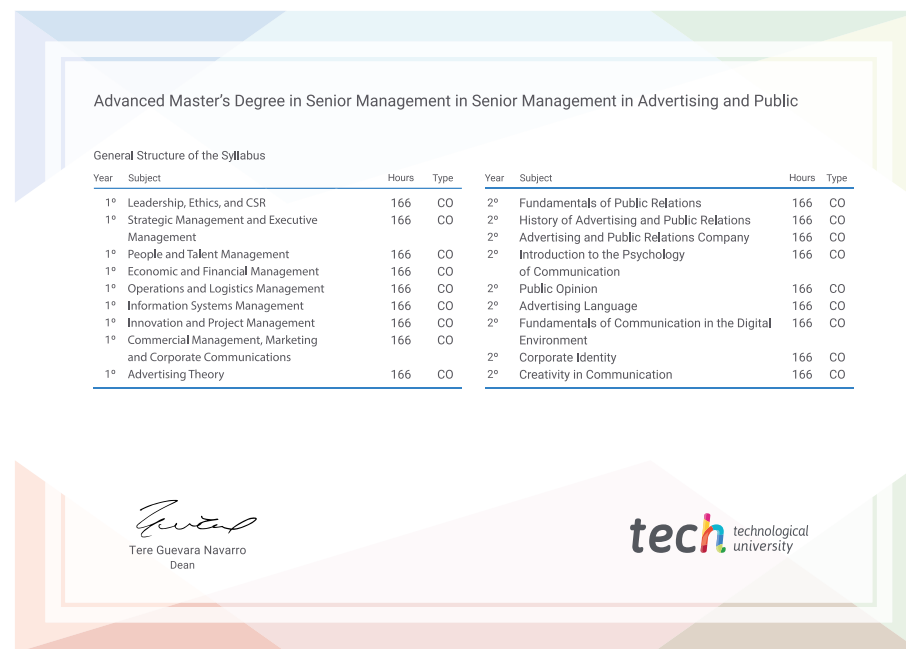 Advanced Master's Degree in Senior Management in Senior Management in Advertising and Public
General Structure of the Syllabus
Year Subject Hours Type
1º Leadership, Ethics, and CSR 166 CO
1º Strategic Management and Executive 166 CO
Management
1º People and Talent Management 166 CO
1º Economic and Financial Management 166 CO
1º Operations and Logistics Management 166 CO
1º Information Systems Management 166 CO
1º Innovation and Project Management 166 CO
1º Commercial Management, Marketing 166 CO
and Corporate Communications
1º Advertising Theory 166 CO
Year Subject Hours Type
2º Fundamentals of Public Relations 166 CO
2º History of Advertising and Public Relations 166 CO
2º Advertising and Public Relations Company 166 CO
2º Introduction to the Psychology 166 CO
of Communication
2º Public Opinion 166 CO
2º Advertising Language 166 CO
2º Fundamentals of Communication in the Digital 166 CO
Environment
2º Corporate Identity 166 CO
2º Creativity in Communication 166 CO
Tere Guevara Navarro
Dean
tech technological
university